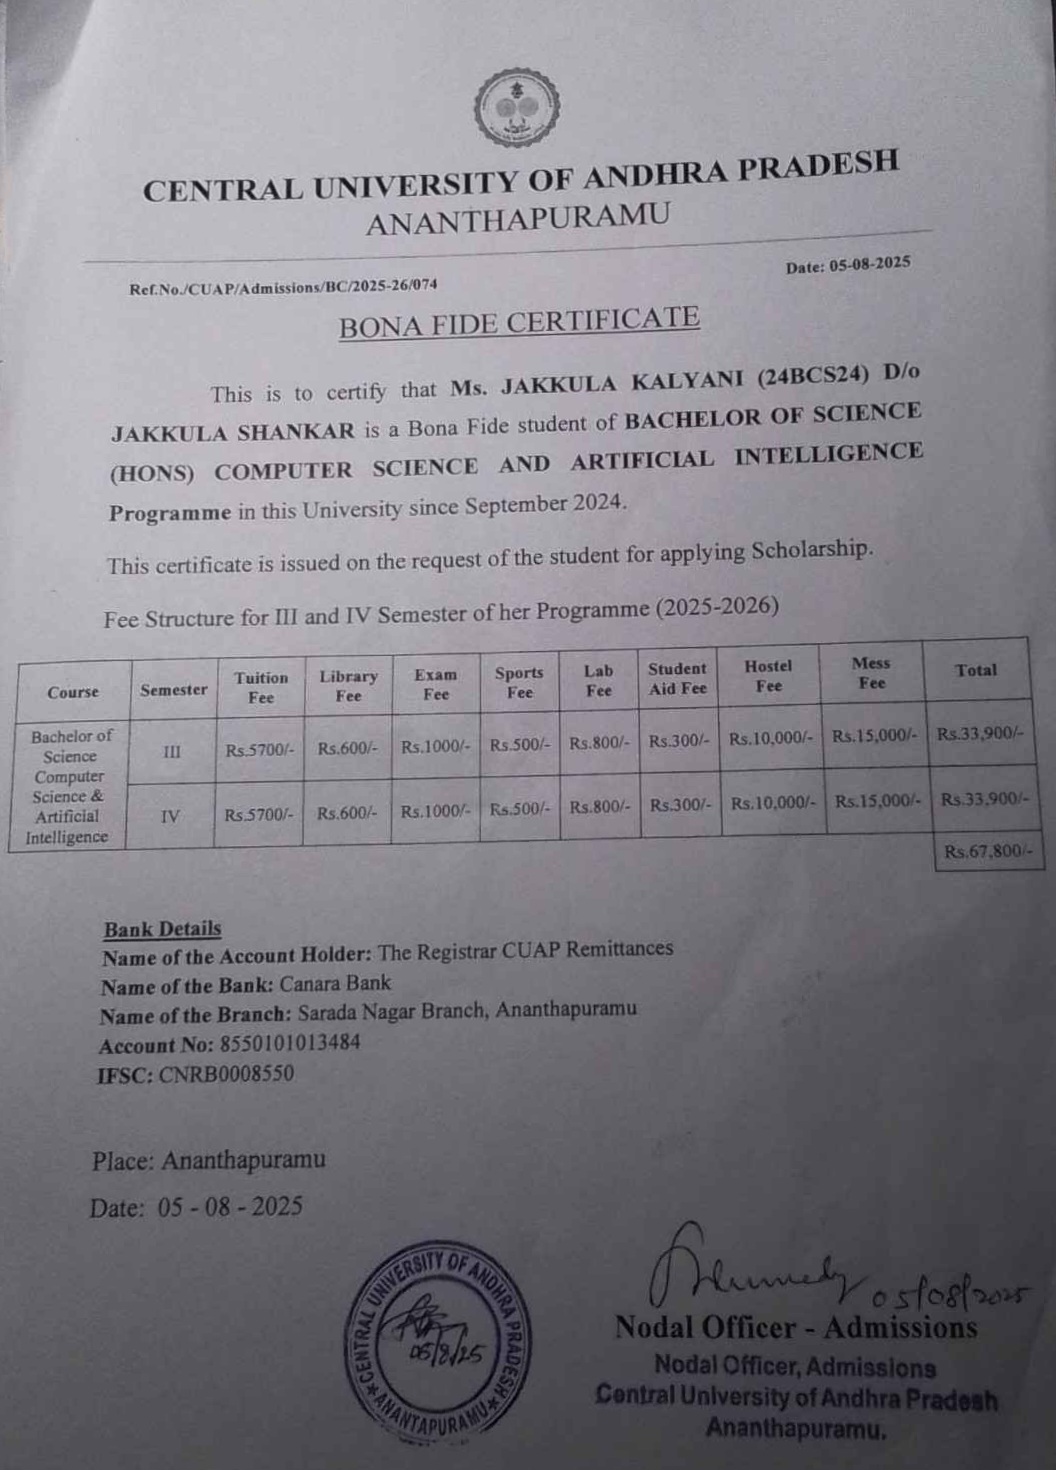 CENTRAL UNIVERSITY OF ANDHRA PRADESH
ANANTHAPURAMU
Ref.No./CUAP/Admissions/BC/2025-26/074
Date: 05-08-2025
BONA FIDE CERTIFICATE
This is to certify that Ms. JAKKULA KALYANI (24BCS24) D/o
JAKKULA SHANKAR is a Bona Fide student of BACHELOR OF SCIENCE
(HONS) COMPUTER SCIENCE AND ARTIFICIAL INTELLIGENCE
Programme in this University since September 2024.
This certificate is issued on the request of the student for applying Scholarship.
Fee Structure for III and IV Semester of her Programme (2025-2026)
Course Semester Tuition Fee Library Fee Exam Fee Sports Fee Lab Fee Student Aid Fee Hostel Fee Mess Fee Total
Bachelor of
Science
Computer
Science &
Artificial
Intelligence
III Rs.5700/- Rs.600/- Rs.1000/- Rs.500/- Rs.800/- Rs.300/- Rs.10,000/- Rs.15,000/- Rs.33,900/-
IV Rs.5700/- Rs.600/- Rs.1000/- Rs.500/- Rs.800/- Rs.300/- Rs.10,000/- Rs.15,000/- Rs.33,900/-
Rs.67,800/-
Bank Details
Name of the Account Holder: The Registrar CUAP Remittances
Name of the Bank: Canara Bank
Name of the Branch: Sarada Nagar Branch, Ananthapuramu
Account No: 8550101013484
IFSC: CNRB0008550
Place: Ananthapuramu
Date: 05 - 08 - 2025
CENTRAL UNIVERSITY OF ANDHRA PRADESH
ANANTAPURAMU
05/8/25
05/08/2025
Nodal Officer - Admissions
Nodal Officer, Admissions
Central University of Andhra Pradesh
Ananthapuramu.